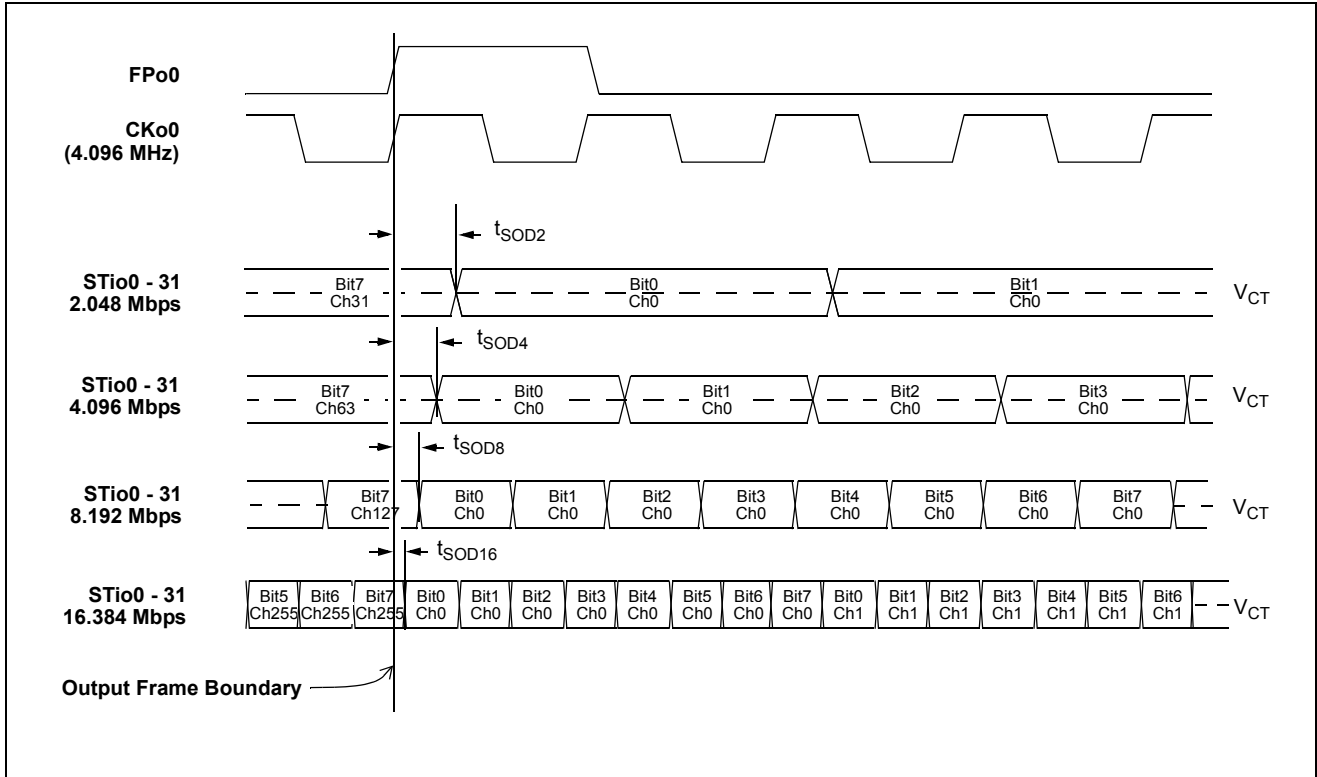 FPo0
CKo0
(4.096 MHz)
tSOD2
STio0 - 31
2.048 Mbps
Bit7
Ch31
Bit0
Ch0
Bit1
Ch0
VCT
tSOD4
STio0 - 31
4.096 Mbps
Bit7
Ch63
Bit0
Ch0
Bit1
Ch0
Bit2
Ch0
Bit3
Ch0
VCT
tSOD8
STio0 - 31
8.192 Mbps
Bit7
Ch127
Bit0
Ch0
Bit1
Ch0
Bit2
Ch0
Bit3
Ch0
Bit4
Ch0
Bit5
Ch0
Bit6
Ch0
Bit7
Ch0
VCT
tSOD16
STio0 - 31
16.384 Mbps
Bit5
Ch255
Bit6
Ch255
Bit7
Ch255
Bit0
Ch0
Bit1
Ch0
Bit2
Ch0
Bit3
Ch0
Bit4
Ch0
Bit5
Ch0
Bit6
Ch0
Bit7
Ch0
Bit0
Ch1
Bit1
Ch1
Bit2
Ch1
Bit3
Ch1
Bit4
Ch1
Bit5
Ch1
Bit6
Ch1
VCT
Output Frame Boundary